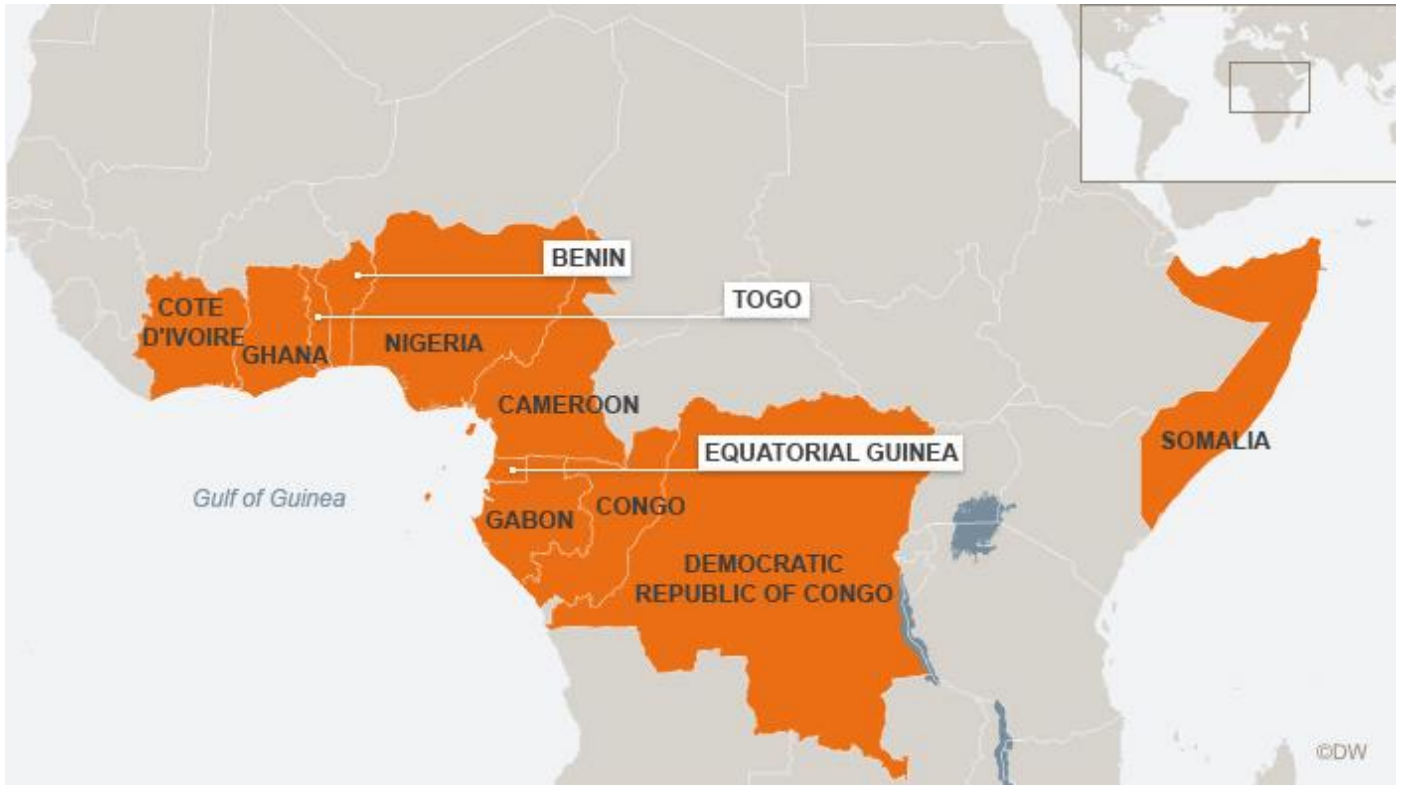 BENIN
TOGO
COTE
D'IVOIRE
GHANA
NIGERIA
CAMEROON
EQUATORIAL GUINEA
SOMALIA
Gulf of Guinea
GABON
CONGO
DEMOCRATIC
REPUBLIC OF CONGO
©DW